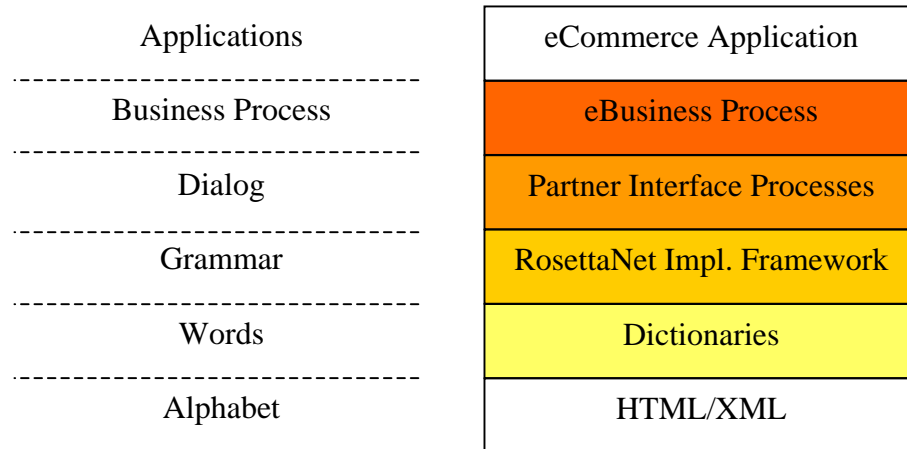 Applications
eCommerce Application
Business Process
eBusiness Process
Dialog
Partner Interface Processes
Grammar
RosettaNet Impl. Framework
Words
Dictionaries
Alphabet
HTML/XML